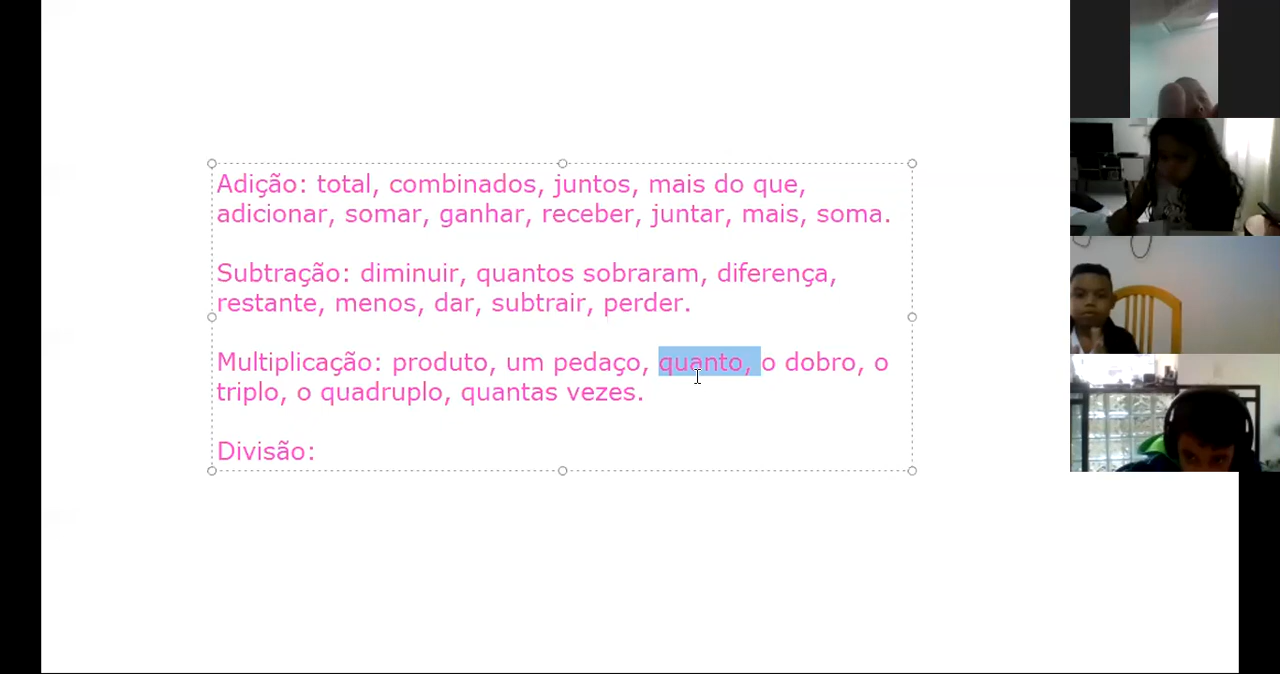 Adição: total, combinados, juntos, mais do que,
adicionar, somar, ganhar, receber, juntar, mais, soma.
Subtração: diminuir, quantos sobraram, diferença,
restante, menos, dar, subtrair, perder.
Multiplicação: produto, um pedaço, quanto, o dobro, o
triplo, o quadruplo, quantas vezes.
Divisão: